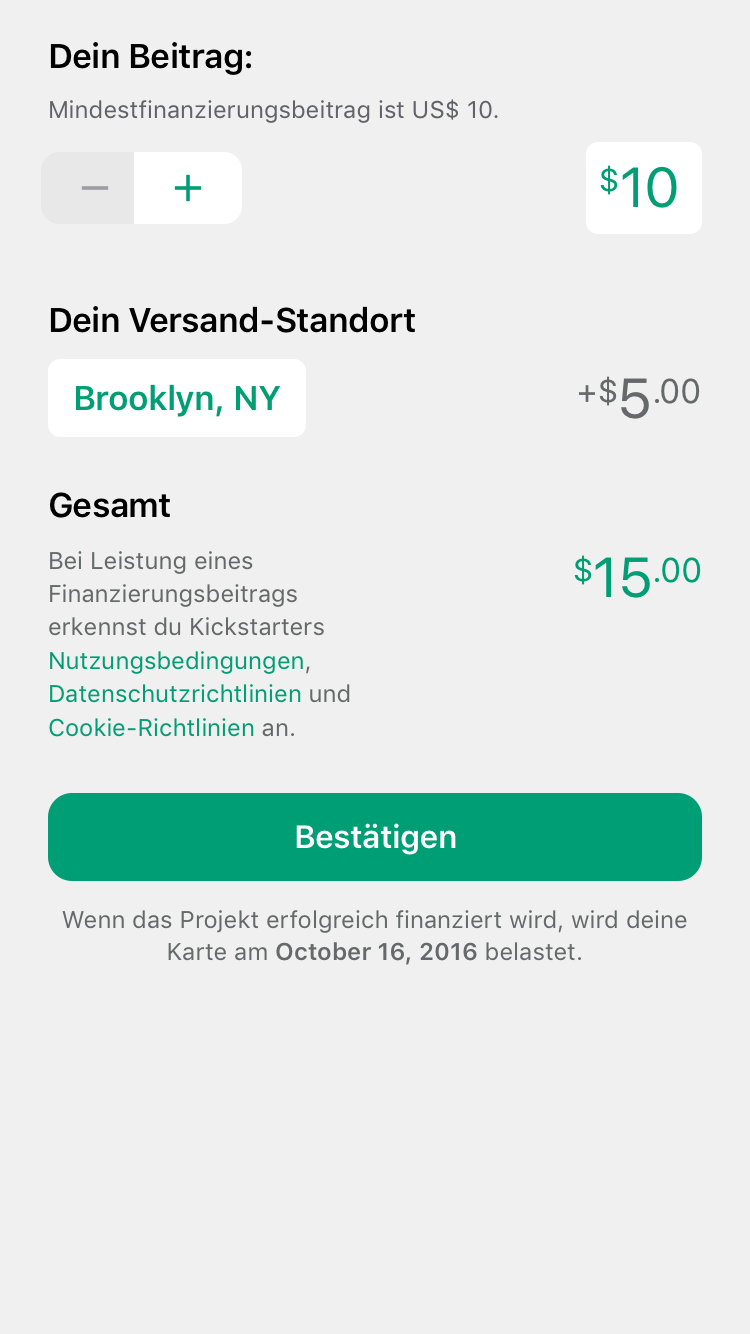 Dein Beitrag:
Mindestfinanzierungsbeitrag ist US$ 10.
− +
$10
Dein Versand-Standort
Brooklyn, NY
+$5.00
Gesamt
$15.00
Bei Leistung eines
Finanzierungsbeitrags
erkennst du Kickstarters
Nutzungsbedingungen,
Datenschutzrichtlinien und
Cookie-Richtlinien an.
Bestätigen
Wenn das Projekt erfolgreich finanziert wird, wird deine
Karte am October 16, 2016 belastet.